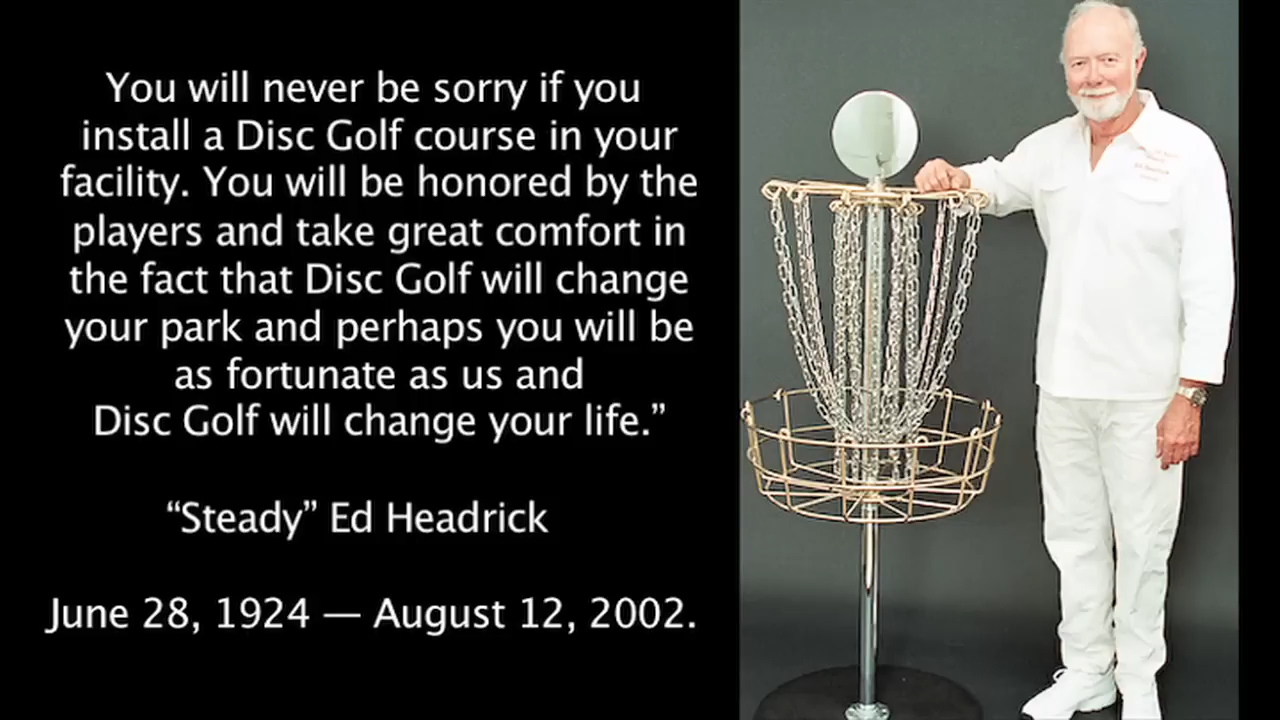 You will never be sorry if you
install a Disc Golf course in your
facility. You will be honored by the
players and take great comfort in
the fact that Disc Golf will change
your park and perhaps you will be
as fortunate as us and
Disc Golf will change your life.”
“Steady” Ed Headrick
June 28, 1924 — August 12, 2002.